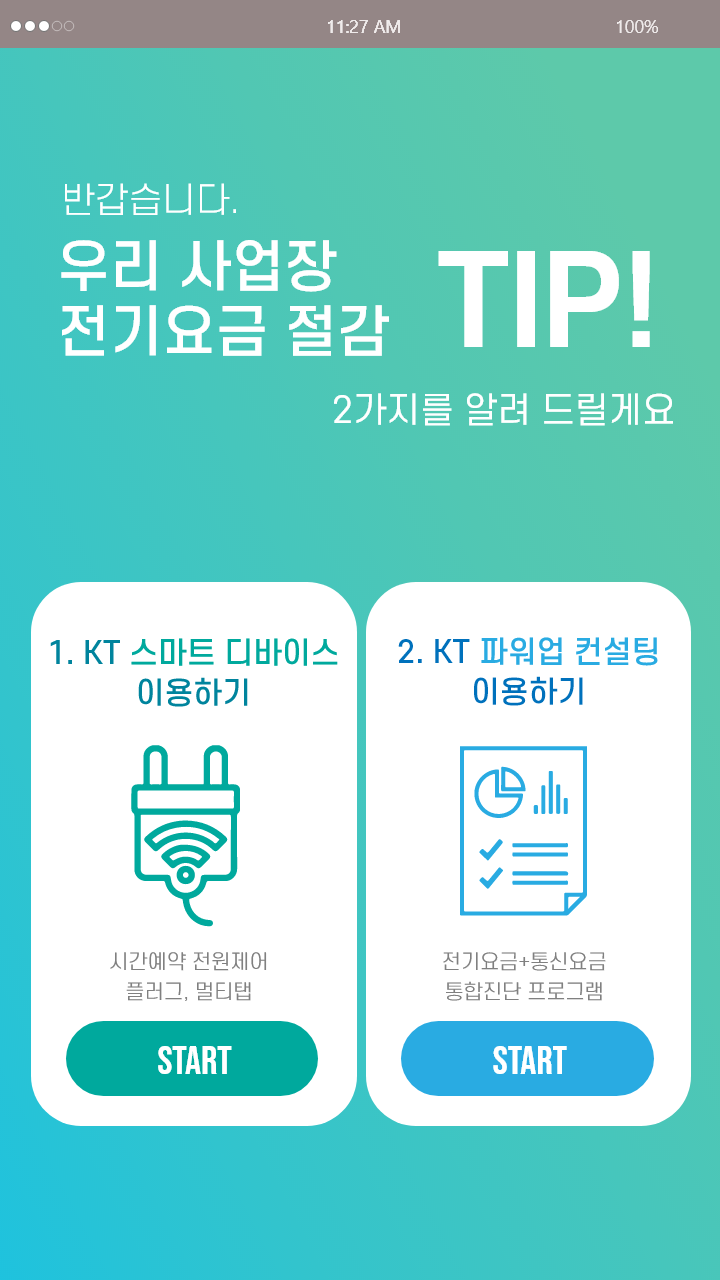 11:27 AM
100%
반갑습니다.
우리 사업장
전기요금 절감
TIP!
2가지를 알려 드릴게요
1. KT 스마트 디바이스
이용하기
시간예약 전원제어
플러그, 멀티탭
START
2. KT 파워업 컨설팅
이용하기
전기요금+통신요금
통합진단 프로그램
START